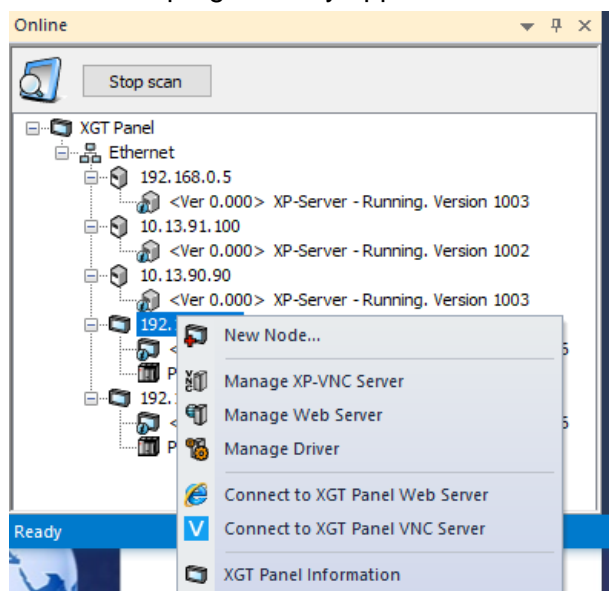 Online
Stop scan
XGT Panel
Ethernet
192.168.0.5
<Ver 0.000> XP-Server - Running. Version 1003
10.13.91.100
<Ver 0.000> XP-Server - Running. Version 1002
10.13.90.90
<Ver 0.000> XP-Server - Running. Version 1003
192.
New Node...
<
Manage XP-VNC Server
P
192.
Manage Web Server
<
Manage Driver
P
Connect to XGT Panel Web Server
Ready
Connect to XGT Panel VNC Server
XGT Panel Information